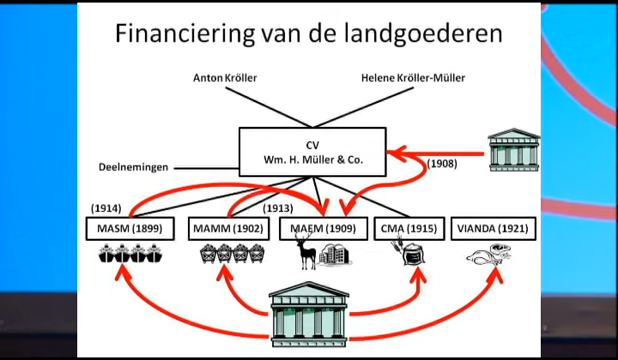 Financiering van de landgoederen
Anton Kröller
Helene Kröller-Müller
CV
Wm. H. Müller & Co.
(1908)
Deelnemingen
(1914)
(1913)
MASM (1899)
MAMM (1902)
MAEM (1909)
CMA (1915)
VIANDA (1921)